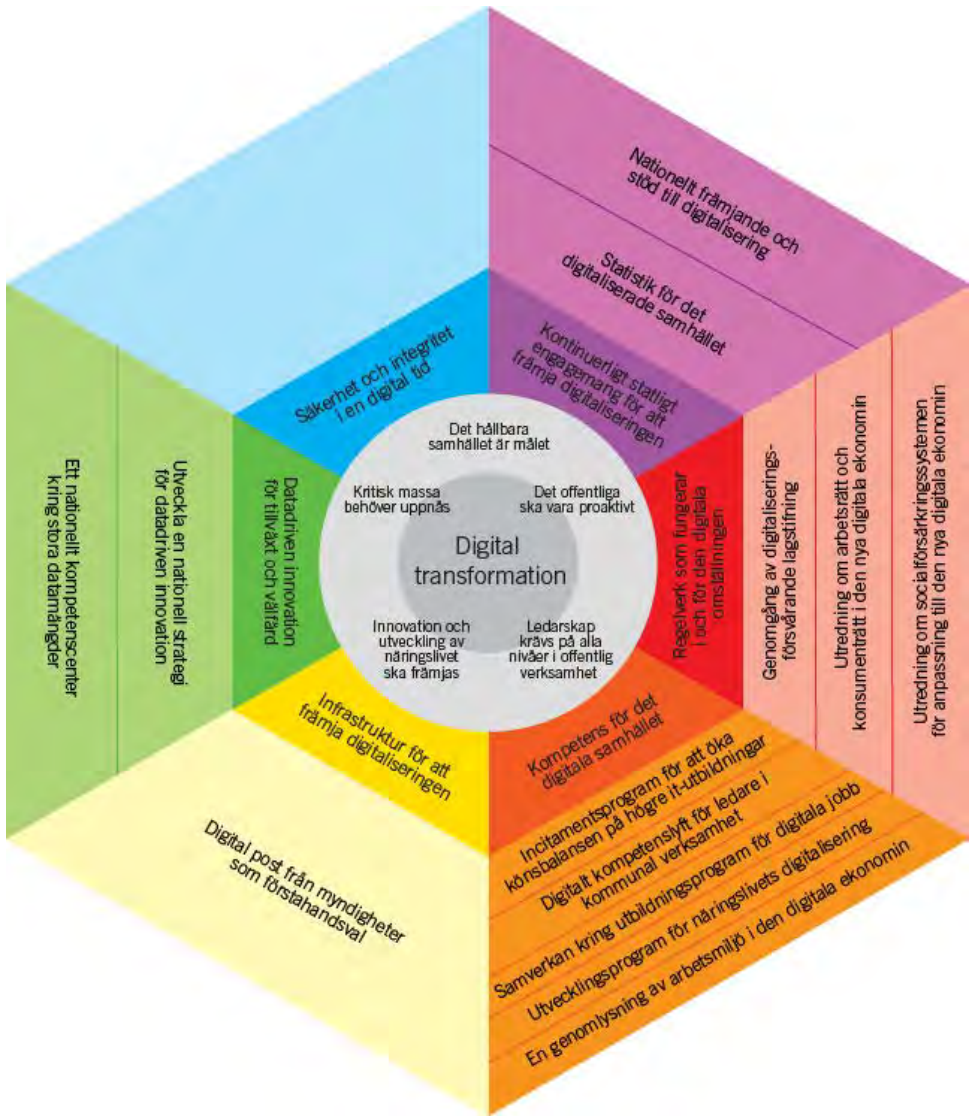 Nationellt främjande och
stöd till digitalisering
Statistik för det
digitaliserade samhället
Kontinuerligt statligt
engagemang för att
främja digitaliseringen
Säkerhet och integritet
i en digital tid
Ett nationellt kompetenscenter
kring stora datamängder
Utveckla en nationell strategi
för datadriven innovation
Datadriven innovation
för tillväxt och välfärd
Det hållbara
samhället är målet
Kritisk massa
behöver uppnås
Det offentliga
ska vara proaktivt
Digital
transformation
Innovation och
utveckling av
näringslivet
ska främjas
Ledarskap
krävs på alla
nivåer i offentlig
verksamhet
Regelverk som fungerar
i och för den digitala
omställningen
Genomgång av digitaliserings-
försvårande lagstiftning
Utredning om arbetsrätt och
konsumenträtt i den nya digitala ekonomin
Utredning om socialförsäkringssystemen
för anpassning till den nya digitala ekonomin
Infrastruktur för att
främja digitaliseringen
Digital post från myndigheter
som förstahandsval
Kompetens för det
digitala samhället
Incitamentsprogram för att öka
könsbalansen på högre it-utbildningar
Digitalt kompetenslyft för ledare i
kommunal verksamhet
Samverkan kring utbildningsprogram för digitala jobb
Utvecklingsprogram för näringslivets digitalisering
En genomlysning av arbetsmiljö i den digitala ekonomin